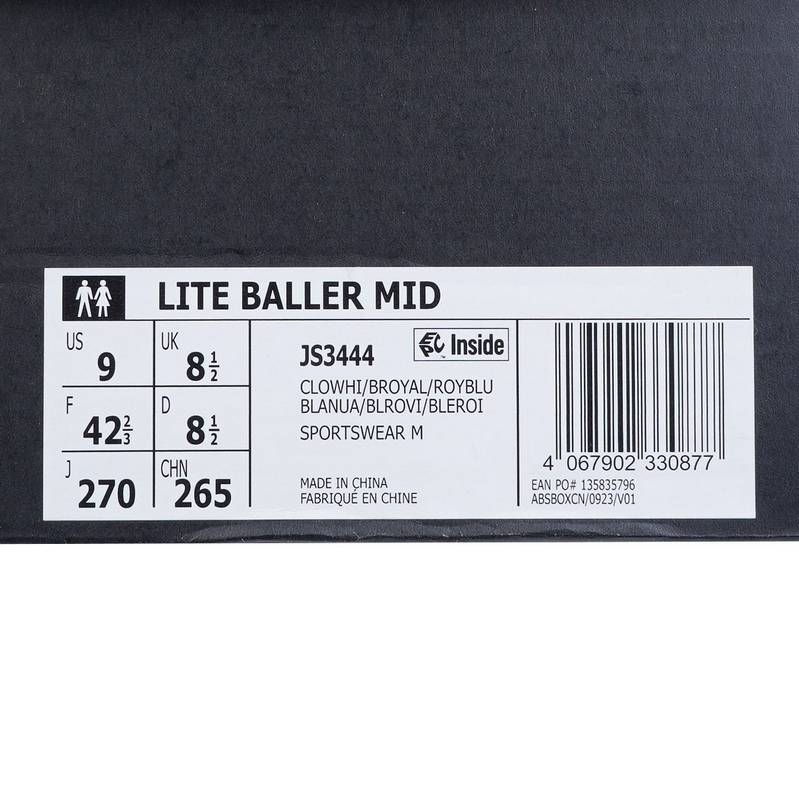 LITE BALLER MID
US 9 UK 8 1/2
F 42 2/3 D 8 1/2
J 270 CHN 265
JS3444
EPC Inside
CLOWHI/BROYAL/ROYBLU
BLANUA/BLROVI/BLEROI
SPORTSWEAR M
MADE IN CHINA
FABRIQUÉ EN CHINE
4 067902 330877
EAN PO# 135835796
ABSBOXCN/0923/V01